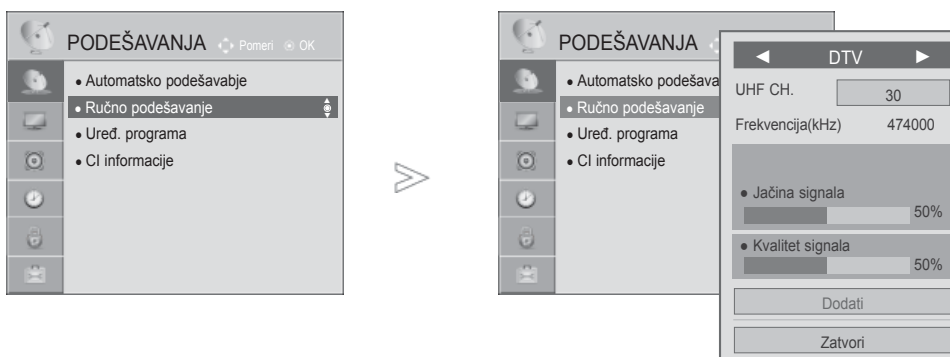 PODEŠAVANJA Pomeri OK
● Automatsko podešavabje
● Ručno podešavanje
● Uređ. programa
● CI informacije
PODEŠAVANJA
● Automatsko podešava
● Ručno podešavanje
● Uređ. programa
● CI informacije
◄ DTV ►
UHF CH. 30
Frekvencija(kHz) 474000
● Jačina signala
50%
● Kvalitet signala
50%
Dodati
Zatvori